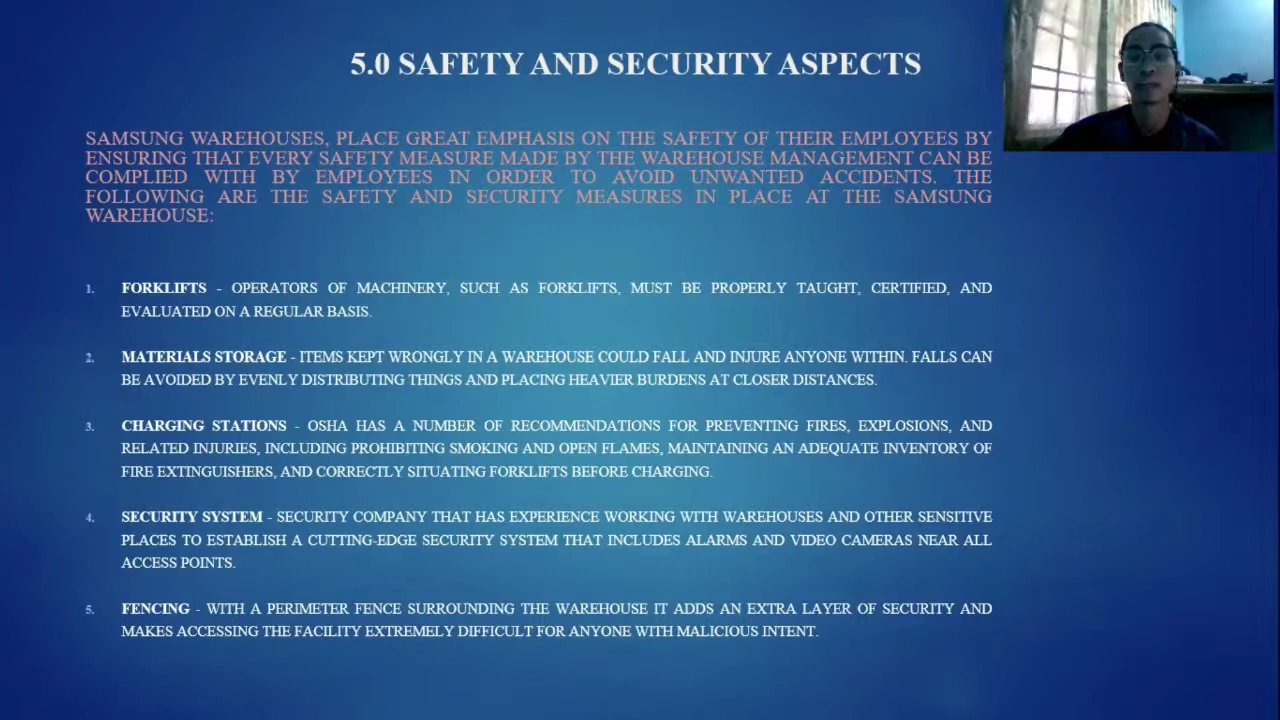 5.0 SAFETY AND SECURITY ASPECTS
SAMSUNG WAREHOUSES, PLACE GREAT EMPHASIS ON THE SAFETY OF THEIR EMPLOYEES BY
ENSURING THAT EVERY SAFETY MEASURE MADE BY THE WAREHOUSE MANAGEMENT CAN BE
COMPLIED WITH BY EMPLOYEES IN ORDER TO AVOID UNWANTED ACCIDENTS. THE
FOLLOWING ARE THE SAFETY AND SECURITY MEASURES IN PLACE AT THE SAMSUNG
WAREHOUSE:
1. FORKLIFTS - OPERATORS OF MACHINERY, SUCH AS FORKLIFTS, MUST BE PROPERLY TAUGHT, CERTIFIED, AND
EVALUATED ON A REGULAR BASIS.
2. MATERIALS STORAGE - ITEMS KEPT WRONGLY IN A WAREHOUSE COULD FALL AND INJURE ANYONE WITHIN. FALLS CAN
BE AVOIDED BY EVENLY DISTRIBUTING THINGS AND PLACING HEAVIER BURDENS AT CLOSER DISTANCES.
3. CHARGING STATIONS - OSHA HAS A NUMBER OF RECOMMENDATIONS FOR PREVENTING FIRES, EXPLOSIONS, AND
RELATED INJURIES, INCLUDING PROHIBITING SMOKING AND OPEN FLAMES, MAINTAINING AN ADEQUATE INVENTORY OF
FIRE EXTINGUISHERS, AND CORRECTLY SITUATING FORKLIFTS BEFORE CHARGING.
4. SECURITY SYSTEM - SECURITY COMPANY THAT HAS EXPERIENCE WORKING WITH WAREHOUSES AND OTHER SENSITIVE
PLACES TO ESTABLISH A CUTTING-EDGE SECURITY SYSTEM THAT INCLUDES ALARMS AND VIDEO CAMERAS NEAR ALL
ACCESS POINTS.
5. FENCING - WITH A PERIMETER FENCE SURROUNDING THE WAREHOUSE IT ADDS AN EXTRA LAYER OF SECURITY AND
MAKES ACCESSING THE FACILITY EXTREMELY DIFFICULT FOR ANYONE WITH MALICIOUS INTENT.